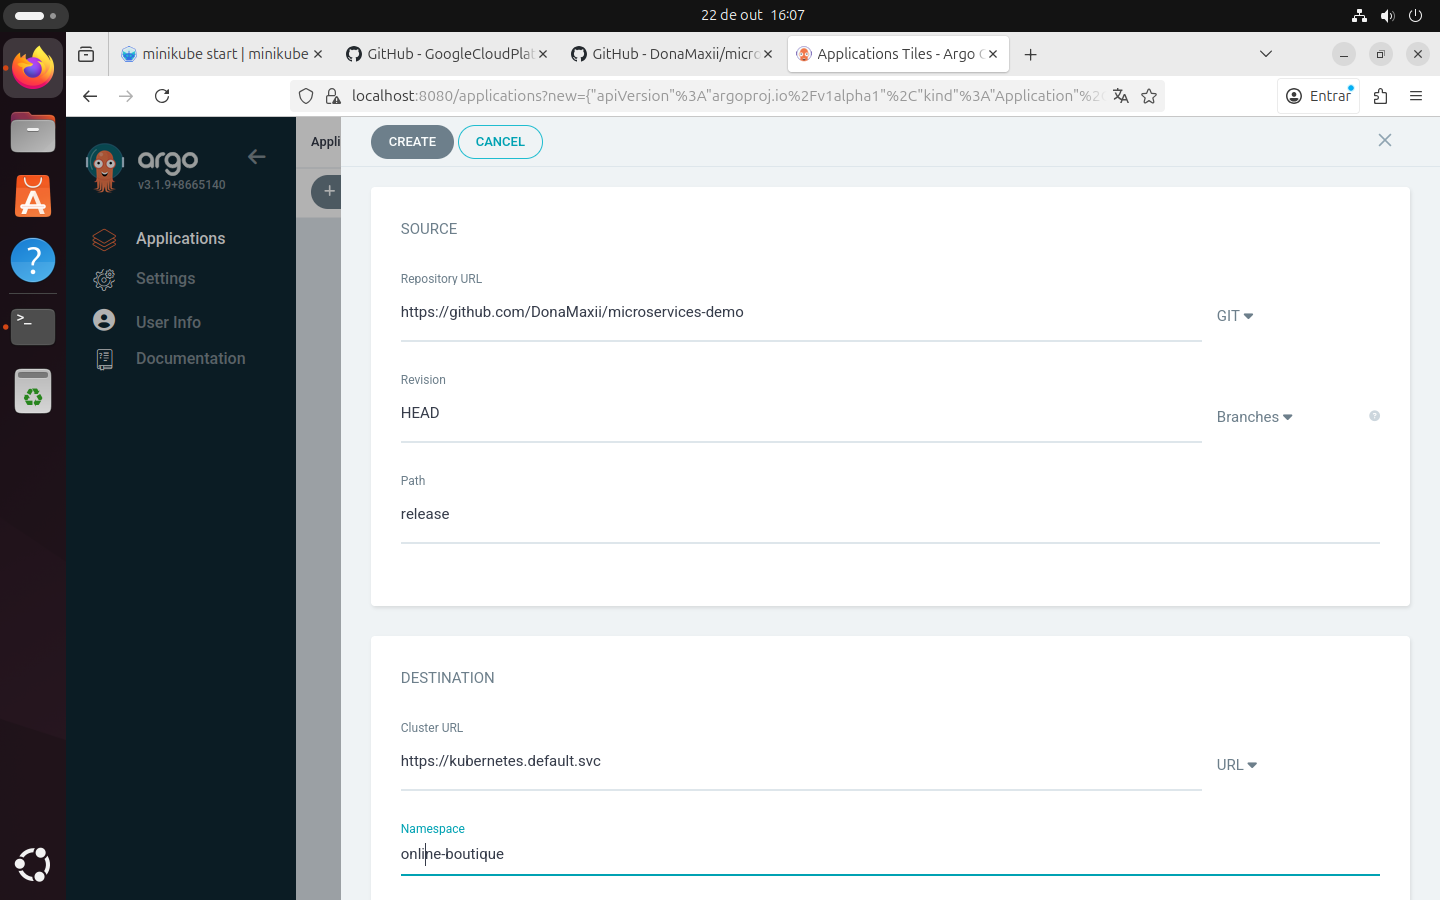 22 de out 16:07
minikube start | minikube
GitHub - GoogleCloudPlat
GitHub - DonaMaxii/micro
Applications Tiles - Argo C
localhost:8080/applications?new={"apiVersion"%3A"argoproj.io%2Fv1alpha1"%2C"kind"%3A"Application"%2C
Entrar
argo
v3.1.9+8665140
Applications
Settings
User Info
Documentation
Appli
+
CREATE
CANCEL
SOURCE
Repository URL
https://github.com/DonaMaxii/microservices-demo
GIT
Revision
HEAD
Branches
?
Path
release
DESTINATION
Cluster URL
https://kubernetes.default.svc
URL
Namespace
online-boutique